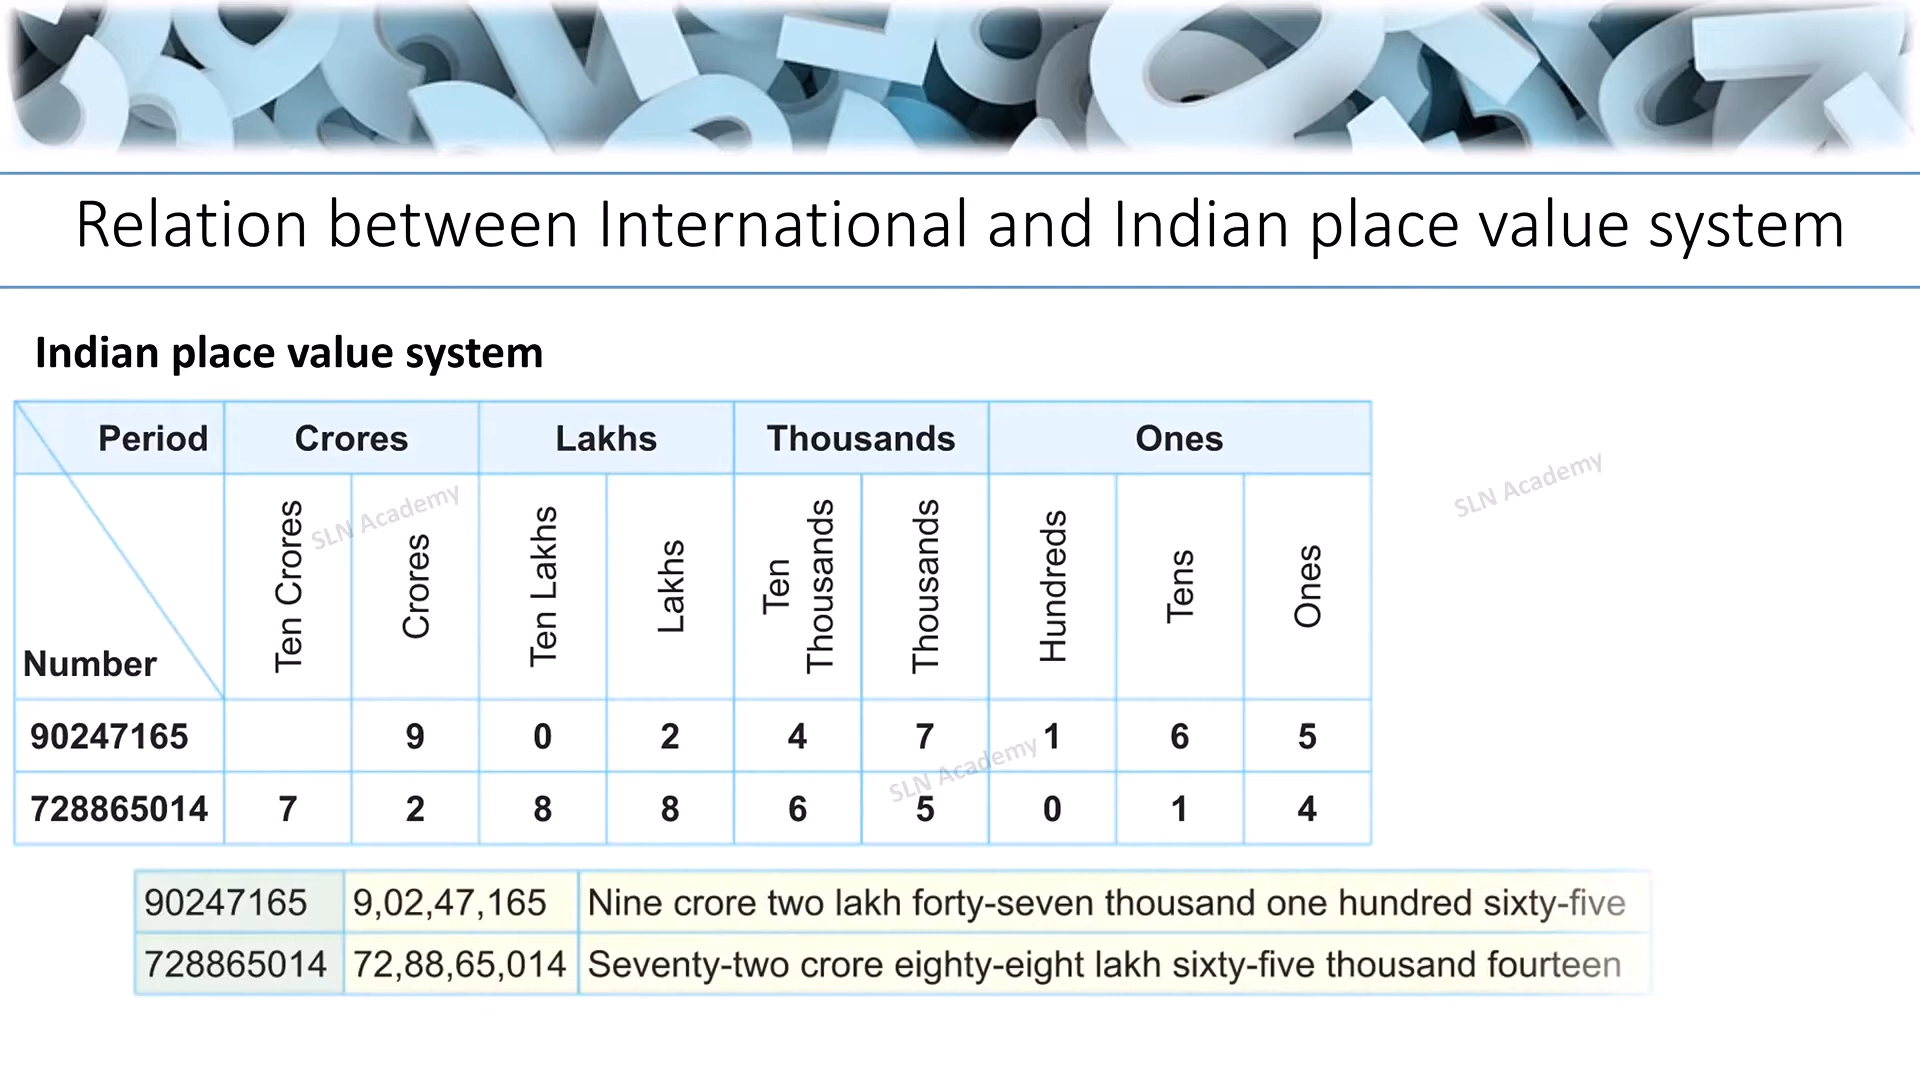 Relation between International and Indian place value system
Indian place value system
Period Crores Lakhs Thousands Ones
Number Ten Crores Crores Ten Lakhs Lakhs Ten Thousands Thousands Hundreds Tens Ones
90247165 9 0 2 4 7 1 6 5
728865014 7 2 8 8 6 5 0 1 4
90247165 9,02,47,165 Nine crore two lakh forty-seven thousand one hundred sixty-five
728865014 72,88,65,014 Seventy-two crore eighty-eight lakh sixty-five thousand fourteen
SLN Academy
SLN Academy
SLN Academy